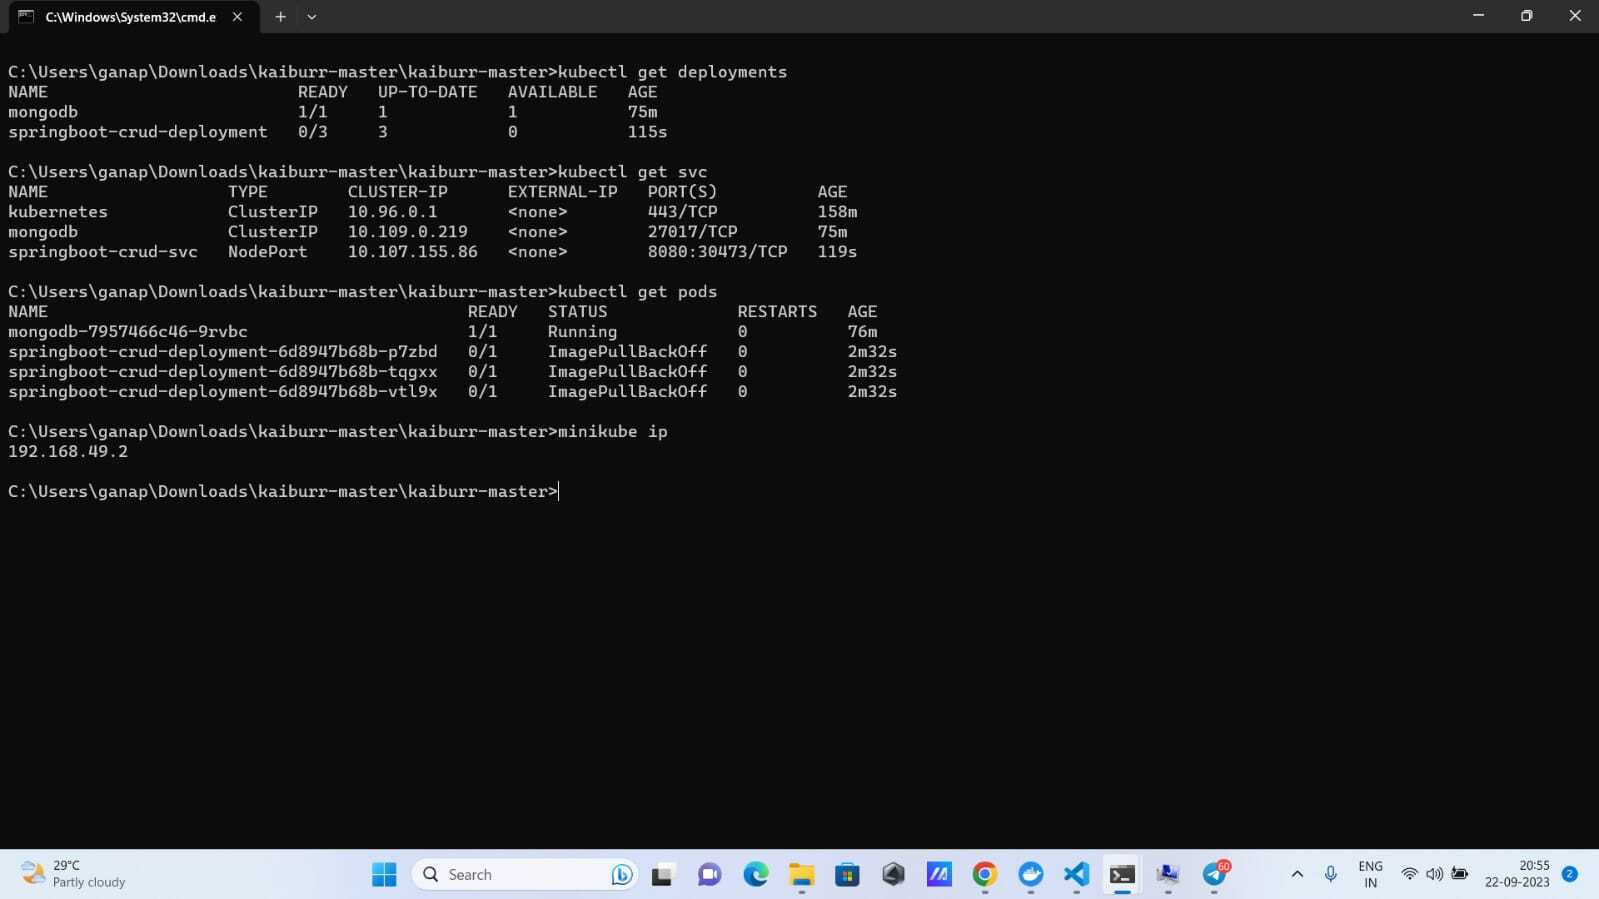 C:\Windows\System32\cmd.e
C:\Users\ganap\Downloads\kaiburr-master\kaiburr-master>kubectl get deployments
NAME READY UP-TO-DATE AVAILABLE AGE
mongodb 1/1 1 1 75m
springboot-crud-deployment 0/3 3 0 115s
C:\Users\ganap\Downloads\kaiburr-master\kaiburr-master>kubectl get svc
NAME TYPE CLUSTER-IP EXTERNAL-IP PORT(S) AGE
kubernetes ClusterIP 10.96.0.1 <none> 443/TCP 158m
mongodb ClusterIP 10.109.0.219 <none> 27017/TCP 75m
springboot-crud-svc NodePort 10.107.155.86 <none> 8080:30473/TCP 119s
C:\Users\ganap\Downloads\kaiburr-master\kaiburr-master>kubectl get pods
NAME READY STATUS RESTARTS AGE
mongodb-7957466c46-9rvbc 1/1 Running 0 76m
springboot-crud-deployment-6d8947b68b-p7zbd 0/1 ImagePullBackOff 0 2m32s
springboot-crud-deployment-6d8947b68b-tqgxx 0/1 ImagePullBackOff 0 2m32s
springboot-crud-deployment-6d8947b68b-vtl9x 0/1 ImagePullBackOff 0 2m32s
C:\Users\ganap\Downloads\kaiburr-master\kaiburr-master>minikube ip
192.168.49.2
C:\Users\ganap\Downloads\kaiburr-master\kaiburr-master>
29°C
Partly cloudy
Search
60
ENG
IN
20:55
22-09-2023
2